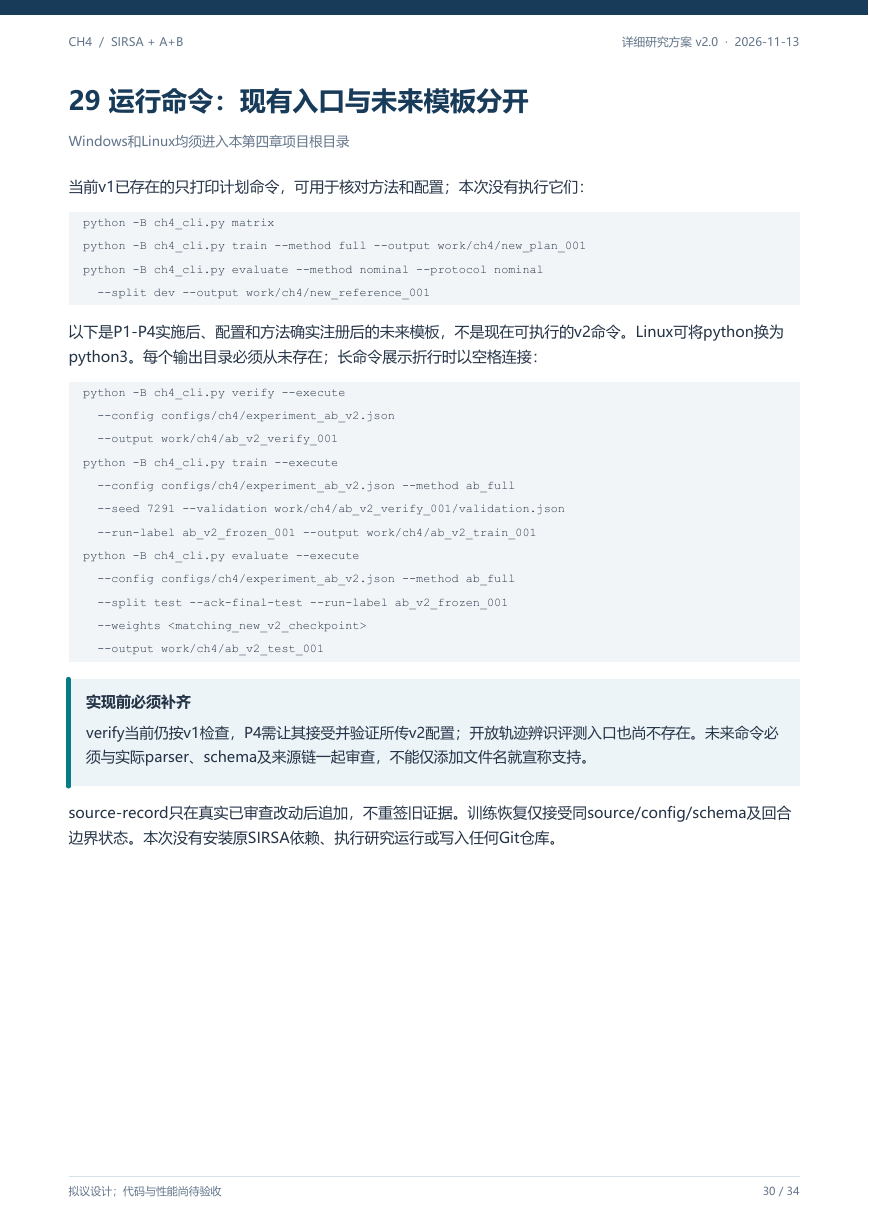 CH4 / SIRSA + A+B
详细研究方案 v2.0 · 2026-11-13
29 运行命令：现有入口与未来模板分开
Windows和Linux均须进入本第四章项目根目录
当前v1已存在的只打印计划命令，可用于核对方法和配置；本次没有执行它们：
python -B ch4_cli.py matrix
python -B ch4_cli.py train --method full --output work/ch4/new_plan_001
python -B ch4_cli.py evaluate --method nominal --protocol nominal
--split dev --output work/ch4/new_reference_001
以下是P1-P4实施后、配置和方法确实注册后的未来模板，不是现在可执行的v2命令。Linux可将python换为
python3。每个输出目录必须从未存在；长命令展示折行时以空格连接：
python -B ch4_cli.py verify --execute
--config configs/ch4/experiment_ab_v2.json
--output work/ch4/ab_v2_verify_001
python -B ch4_cli.py train --execute
--config configs/ch4/experiment_ab_v2.json --method ab_full
--seed 7291 --validation work/ch4/ab_v2_verify_001/validation.json
--run-label ab_v2_frozen_001 --output work/ch4/ab_v2_train_001
python -B ch4_cli.py evaluate --execute
--config configs/ch4/experiment_ab_v2.json --method ab_full
--split test --ack-final-test --run-label ab_v2_frozen_001
--weights <matching_new_v2_checkpoint>
--output work/ch4/ab_v2_test_001
实现前必须补齐
verify当前仍按v1检查，P4需让其接受并验证所传v2配置；开放轨迹辨识评测入口也尚不存在。未来命令必
须与实际parser、schema及来源链一起审查，不能仅添加文件名就宣称支持。
source-record只在真实已审查改动后追加，不重签旧证据。训练恢复仅接受同source/config/schema及回合
边界状态。本次没有安装原SIRSA依赖、执行研究运行或写入任何Git仓库。
拟议设计；代码与性能尚待验收
30 / 34